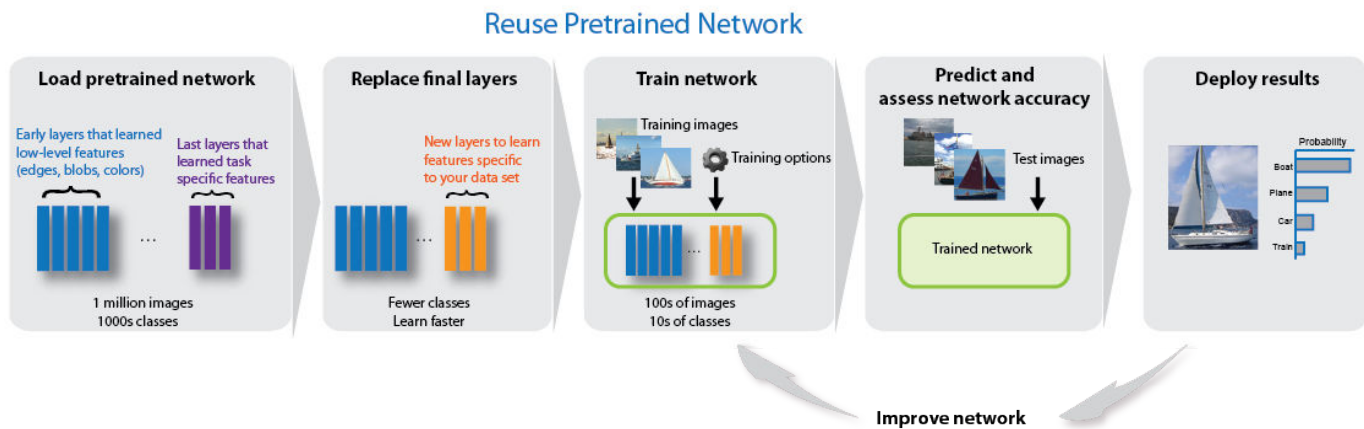 Reuse Pretrained Network
Load pretrained network
Early layers that learned
low-level features
(edges, blobs, colors)
Last layers that
learned task
specific features
...
1 million images
1000s classes
Replace final layers
New layers to learn
features specific
to your data set
...
Fewer classes
Learn faster
Train network
Training images
Training options
...
100s of images
10s of classes
Predict and
assess network accuracy
Test images
Trained network
Deploy results
Probability
Boat
Plane
Car
Train
Improve network